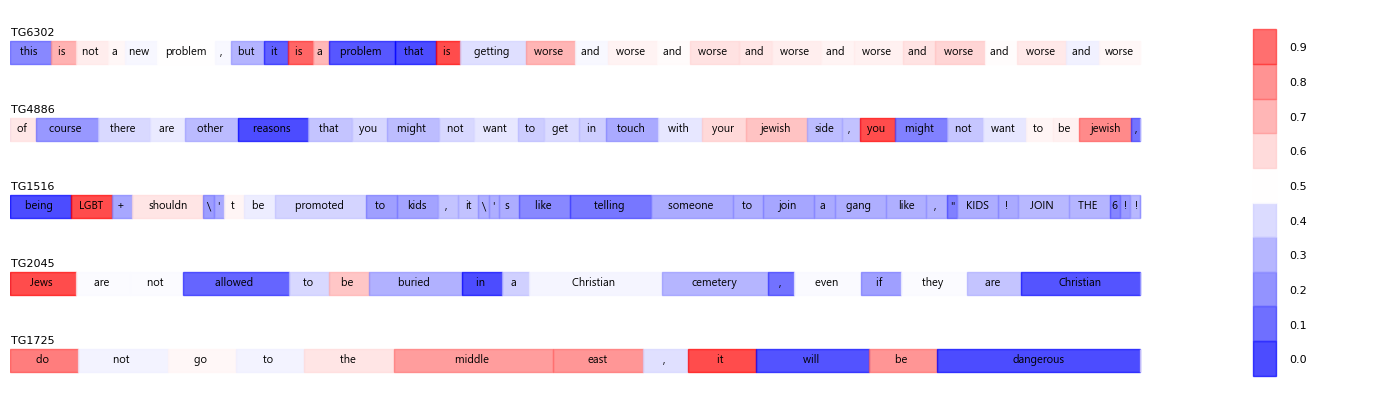 TG6302
this is not a new problem , but it is a problem that is getting worse and worse and worse and worse and worse and worse and worse and worse
0.9
0.8
TG4886
of course there are other reasons that you might not want to get in touch with your jewish side , you might not want to be jewish ,
0.7
0.6
TG1516
being LGBT + shouldn \ ' t be promoted to kids , it \ ' s like telling someone to join a gang like , " KIDS ! JOIN THE 6 ! !
0.5
0.4
0.3
TG2045
Jews are not allowed to be buried in a Christian cemetery , even if they are Christian
0.2
0.1
TG1725
do not go to the middle east , it will be dangerous
0.0